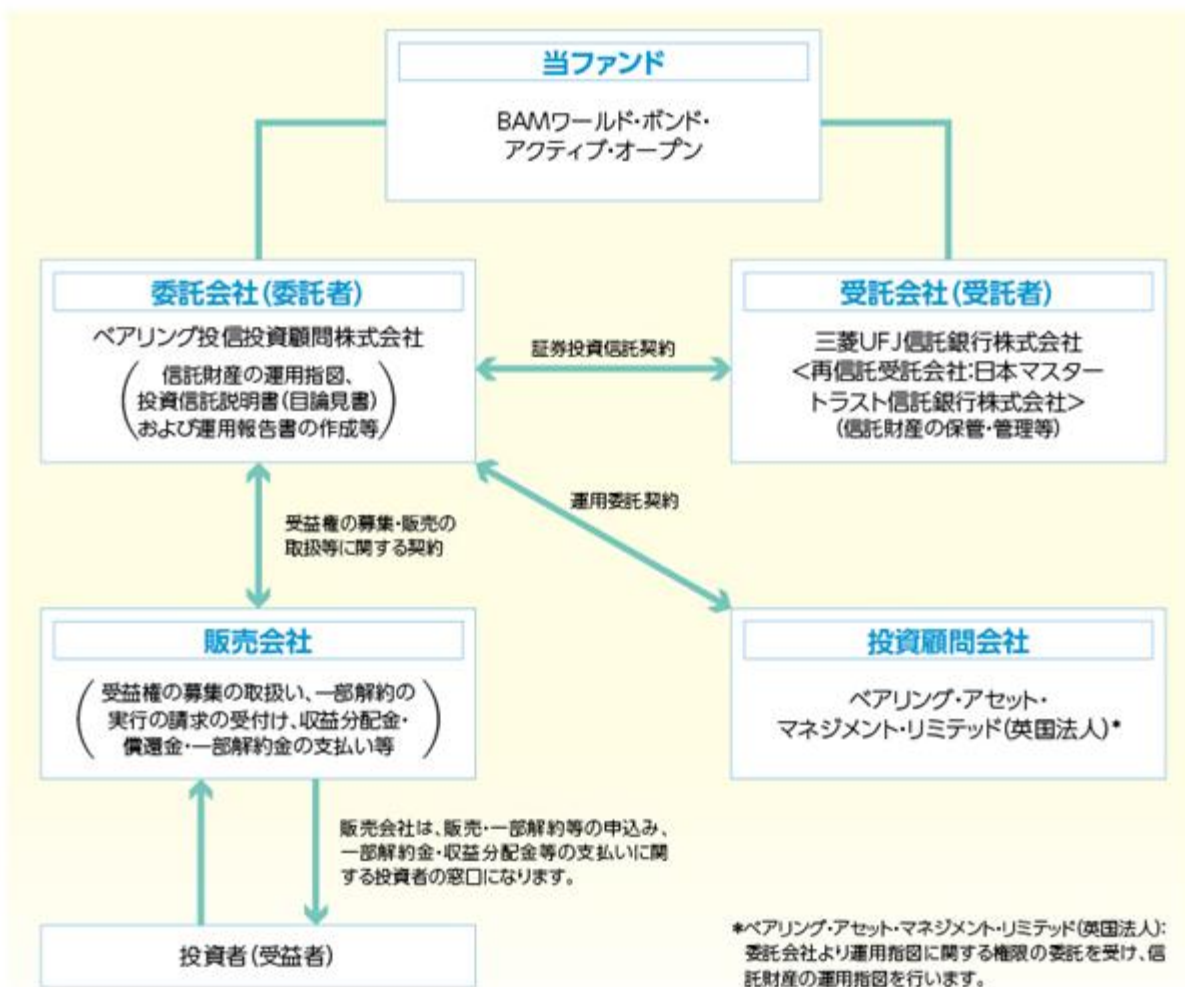 当ファンド
BAMワールド・ボンド・
アクティブ・オープン
委託会社(委託者)
ベアリング投信投資顧問株式会社
信託財産の運用指図、
投資信託説明書(目論見書)
および運用報告書の作成等
証券投資信託契約
受託会社(受託者)
三菱UFJ信託銀行株式会社
<再信託受託会社:日本マスター
トラスト信託銀行株式会社>
(信託財産の保管・管理等)
受益権の募集・販売の
取扱等に関する契約
運用委託契約
販売会社
受益権の募集の取扱い、一部解約の
実行の請求の受付け、収益分配金・
償還金・一部解約金の支払い等
投資顧問会社
ベアリング・アセット・
マネジメント・リミテッド(英国法人)*
販売会社は、販売・一部解約等の申込み、
一部解約金・収益分配金等の支払いに関
する投資者の窓口になります。
投資者(受益者)
*ベアリング・アセット・マネジメント・リミテッド(英国法人):
委託会社より運用指図に関する権限の委託を受け、信
託財産の運用指図を行います。